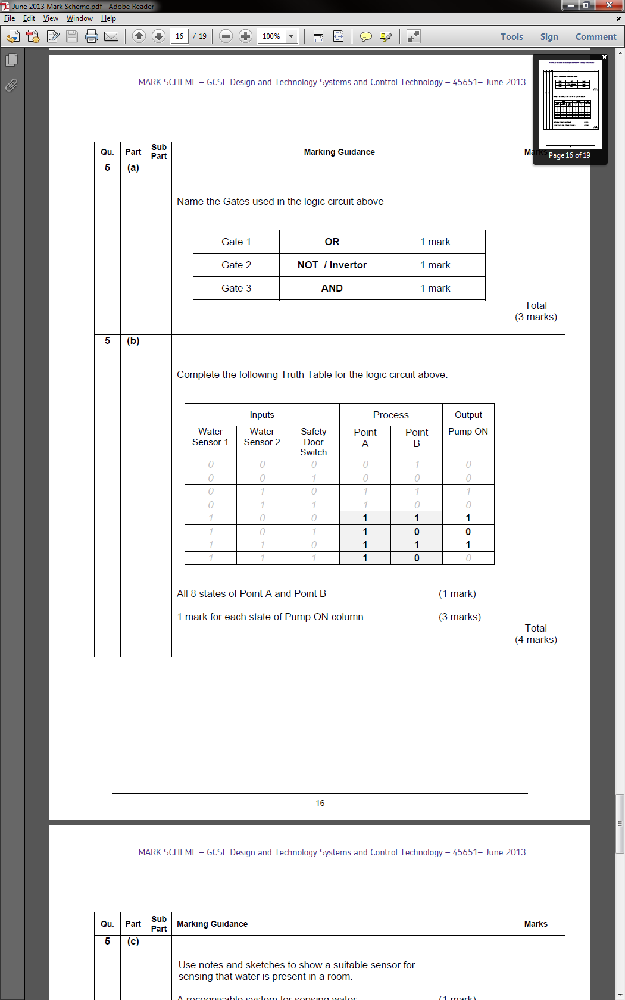 June 2013 Mark Scheme.pdf - Adobe Reader
File Edit View Window Help
16 / 19 100% Tools Sign Comment
MARK SCHEME – GCSE Design and Technology Systems and Control Technology – 45651– June 2013
Page 16 of 19
Qu. Part Sub Part Marking Guidance Marks
5 (a)
Name the Gates used in the logic circuit above
Gate 1 OR 1 mark
Gate 2 NOT / Invertor 1 mark
Gate 3 AND 1 mark
Total
(3 marks)
5 (b)
Complete the following Truth Table for the logic circuit above.
Inputs Process Output
Water Sensor 1 Water Sensor 2 Safety Door Switch Point A Point B Pump ON
0 0 0 0 1 0
0 0 1 0 0 0
0 1 0 1 1 1
0 1 1 1 0 0
1 0 0 1 1 1
1 0 1 1 0 0
1 1 0 1 1 1
1 1 1 1 0 0
All 8 states of Point A and Point B (1 mark)
1 mark for each state of Pump ON column (3 marks)
Total
(4 marks)
16
MARK SCHEME – GCSE Design and Technology Systems and Control Technology – 45651– June 2013
Qu. Part Sub Part Marking Guidance Marks
5 (c)
Use notes and sketches to show a suitable sensor for
sensing that water is present in a room.
A recognisable system for sensing water (1 mark)